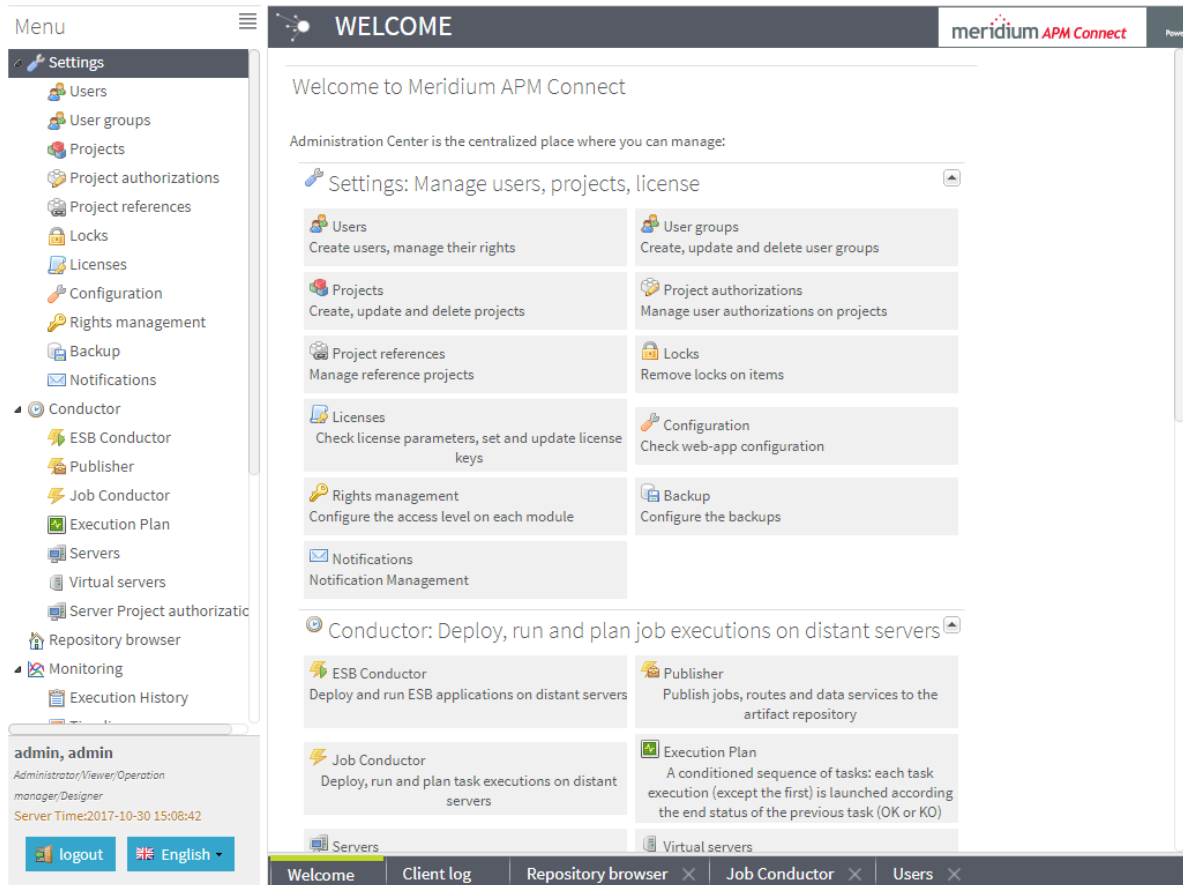 Menu
Settings
Users
User groups
Projects
Project authorizations
Project references
Locks
Licenses
Configuration
Rights management
Backup
Notifications
Conductor
ESB Conductor
Publisher
Job Conductor
Execution Plan
Servers
Virtual servers
Server Project authorizatio
Repository browser
Monitoring
Execution History
admin, admin
Administrator/Viewer/Operation
manager/Designer
Server Time:2017-10-30 15:08:42
logout English
WELCOME
meridium APM Connect
Powe
Welcome to Meridium APM Connect
Administration Center is the centralized place where you can manage:
Settings: Manage users, projects, license
Users
Create users, manage their rights
User groups
Create, update and delete user groups
Projects
Create, update and delete projects
Project authorizations
Manage user authorizations on projects
Project references
Manage reference projects
Locks
Remove locks on items
Licenses
Check license parameters, set and update license
keys
Configuration
Check web-app configuration
Rights management
Configure the access level on each module
Backup
Configure the backups
Notifications
Notification Management
Conductor: Deploy, run and plan job executions on distant servers
ESB Conductor
Deploy and run ESB applications on distant servers
Publisher
Publish jobs, routes and data services to the
artifact repository
Job Conductor
Deploy, run and plan task executions on distant
servers
Execution Plan
A conditioned sequence of tasks: each task
execution (except the first) is launched according
the end status of the previous task (OK or KO)
Servers
Virtual servers
Welcome Client log Repository browser Job Conductor Users